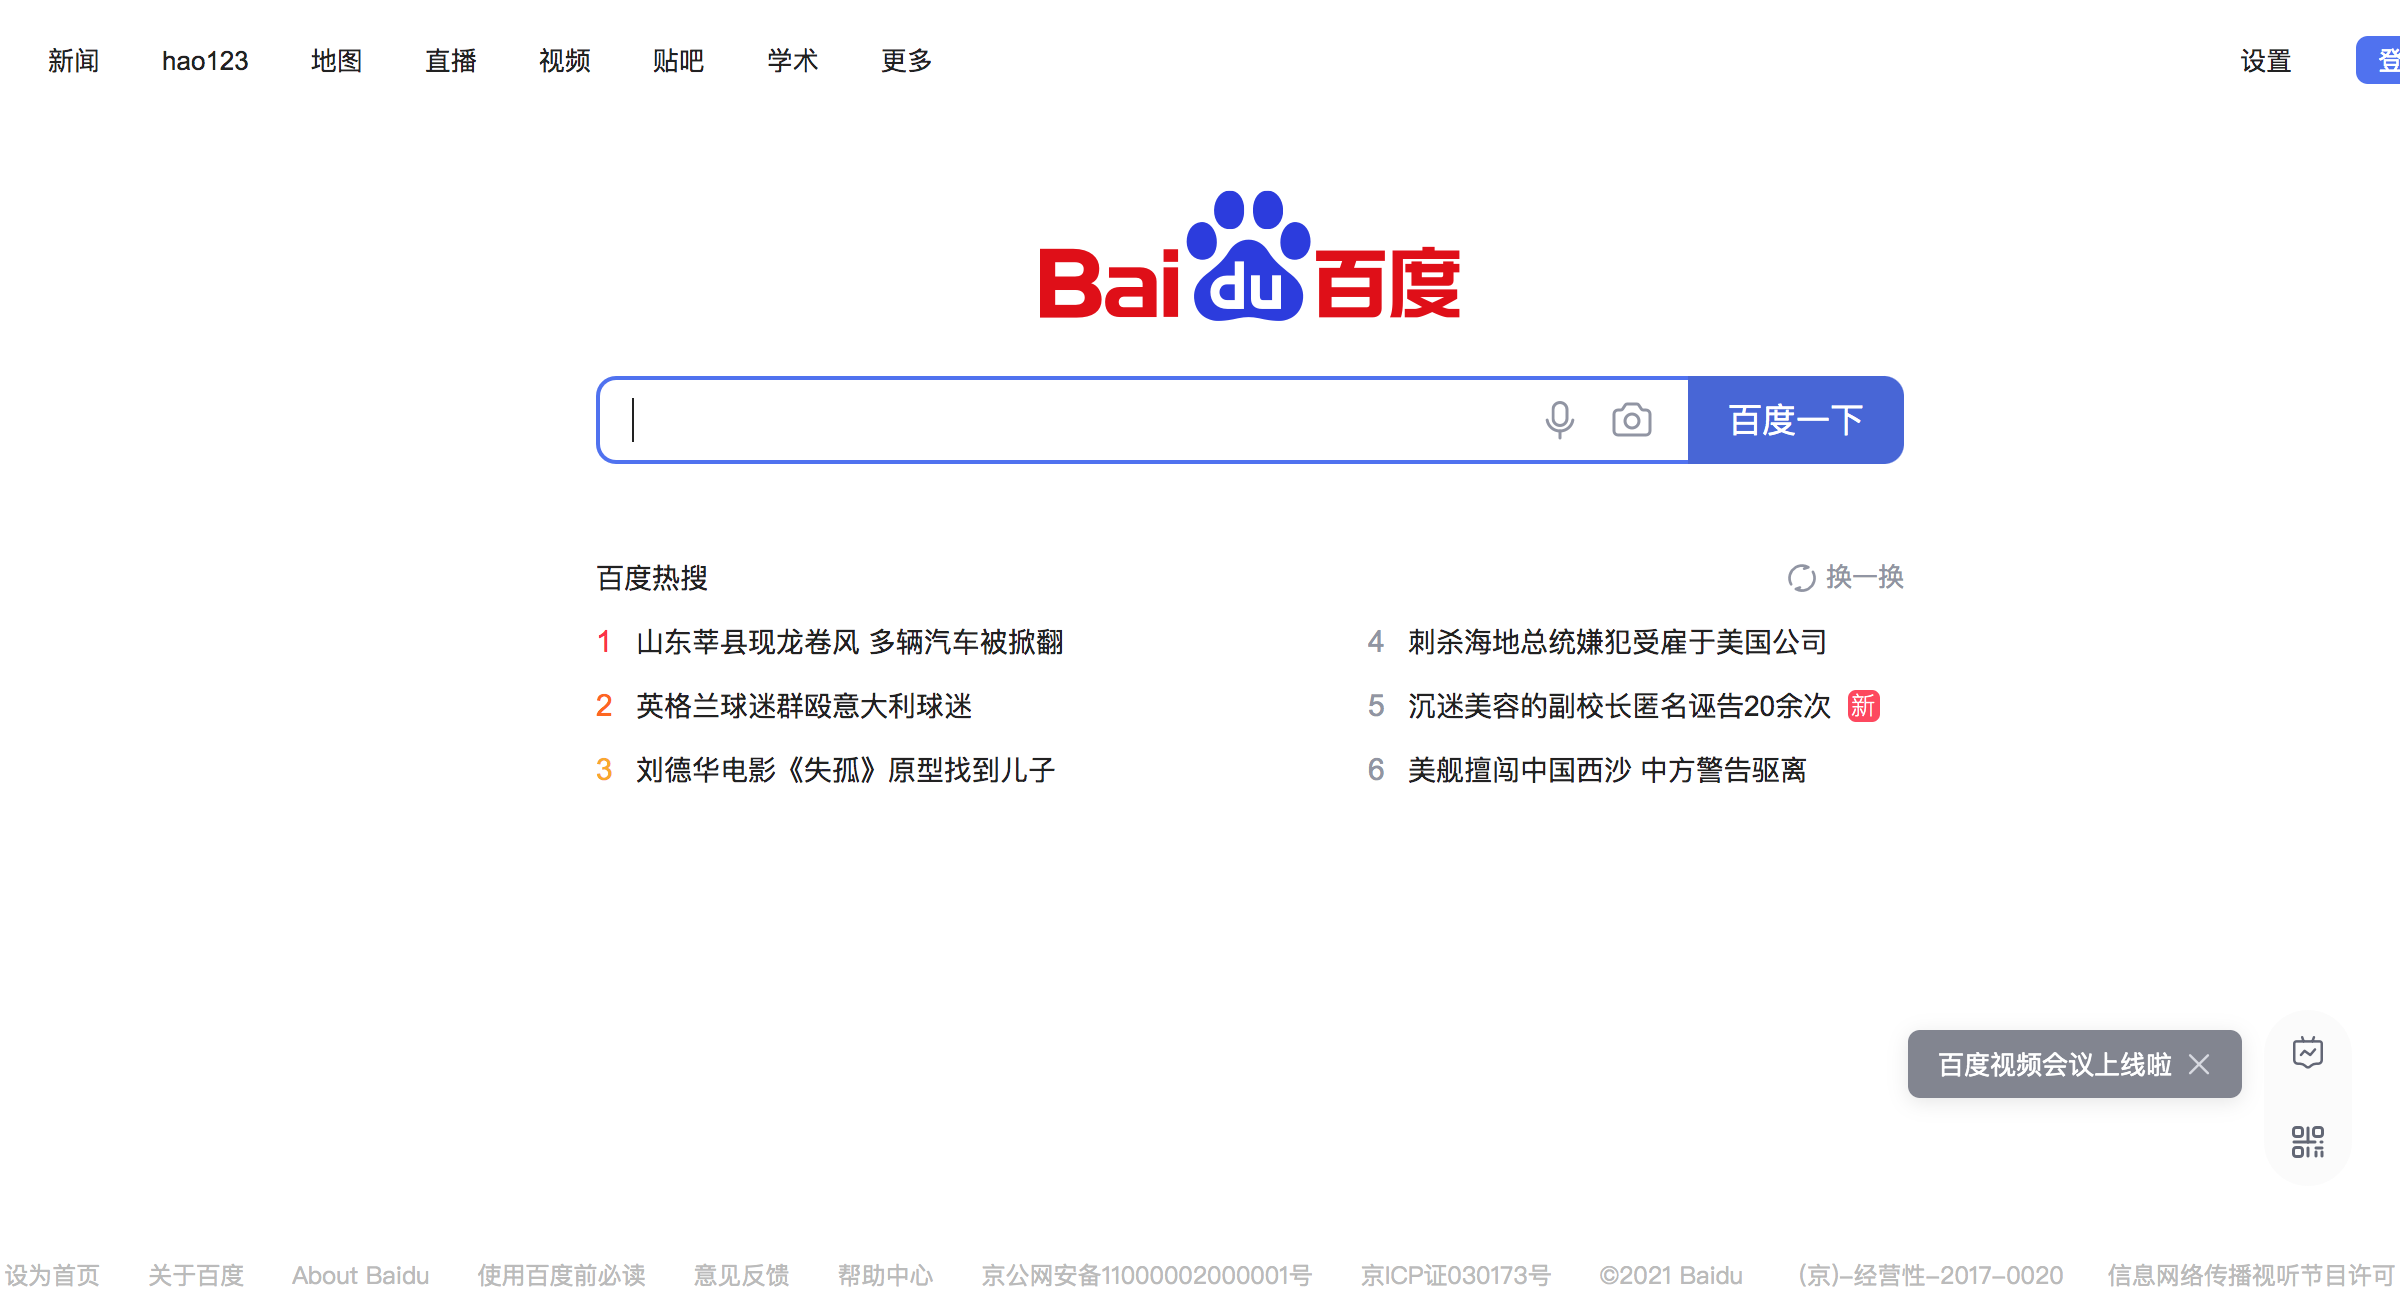 新闻 hao123 地图 直播 视频 贴吧 学术 更多 设置 登
Bai du 百度
百度一下
百度热搜 换一换
1 山东莘县现龙卷风 多辆汽车被掀翻
4 刺杀海地总统嫌犯受雇于美国公司
2 英格兰球迷群殴意大利球迷
5 沉迷美容的副校长匿名诬告20余次 新
3 刘德华电影《失孤》原型找到儿子
6 美舰擅闯中国西沙 中方警告驱离
百度视频会议上线啦
设为首页 关于百度 About Baidu 使用百度前必读 意见反馈 帮助中心 京公网安备11000002000001号 京ICP证030173号 ©2021 Baidu (京)-经营性-2017-0020 信息网络传播视听节目许可